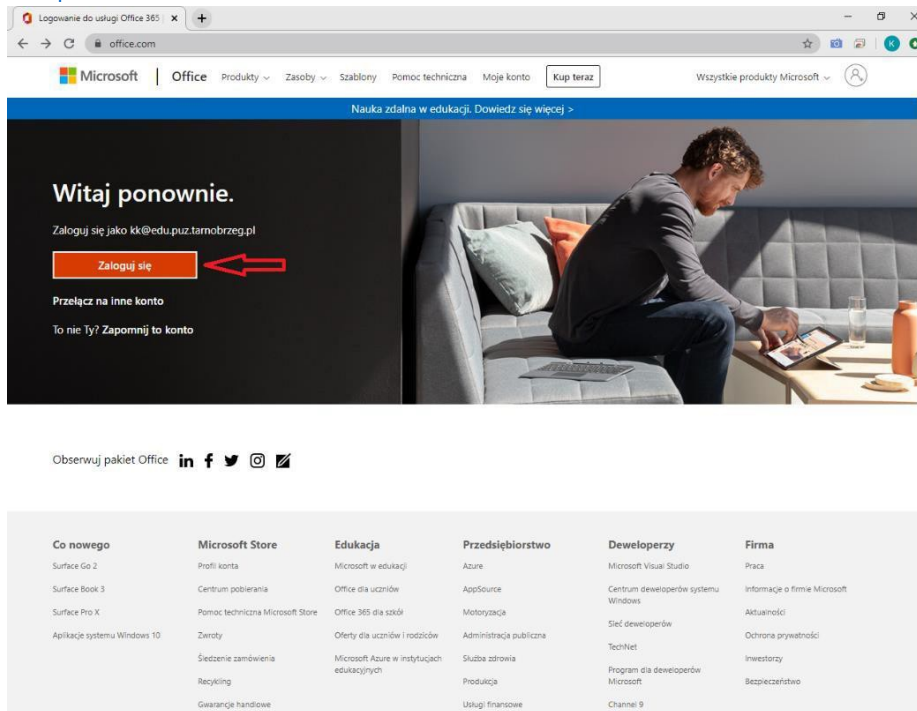 Logowanie do usługi Office 365
office.com
K
Microsoft Office Produkty Zasoby Szablony Pomoc techniczna Moje konto Kup teraz Wszystkie produkty Microsoft
Nauka zdalna w edukacji. Dowiedz się więcej >
Witaj ponownie.
Zaloguj się jako kk@edu.puz.tarnobrzeg.pl
Zaloguj się
Przełącz na inne konto
To nie Ty? Zapomnij to konto
Obserwuj pakiet Office
Co nowego
Surface Go 2
Surface Book 3
Surface Pro X
Aplikacje systemu Windows 10
Microsoft Store
Profil konta
Centrum pobierania
Pomoc techniczna Microsoft Store
Zwroty
Śledzenie zamówienia
Recykling
Gwarancje handlowe
Edukacja
Microsoft w edukacji
Office dla uczniów
Office 365 dla szkół
Oferty dla uczniów i rodziców
Microsoft Azure w instytucjach
edukacyjnych
Przedsiębiorstwo
Azure
AppSource
Motoryzacja
Administracja publiczna
Służba zdrowia
Produkcja
Usługi finansowe
Deweloperzy
Microsoft Visual Studio
Centrum deweloperów systemu
Windows
Sieć deweloperów
TechNet
Program dla deweloperów
Microsoft
Channel 9
Firma
Praca
Informacje o firmie Microsoft
Aktualności
Ochrona prywatności
Inwestorzy
Bezpieczeństwo